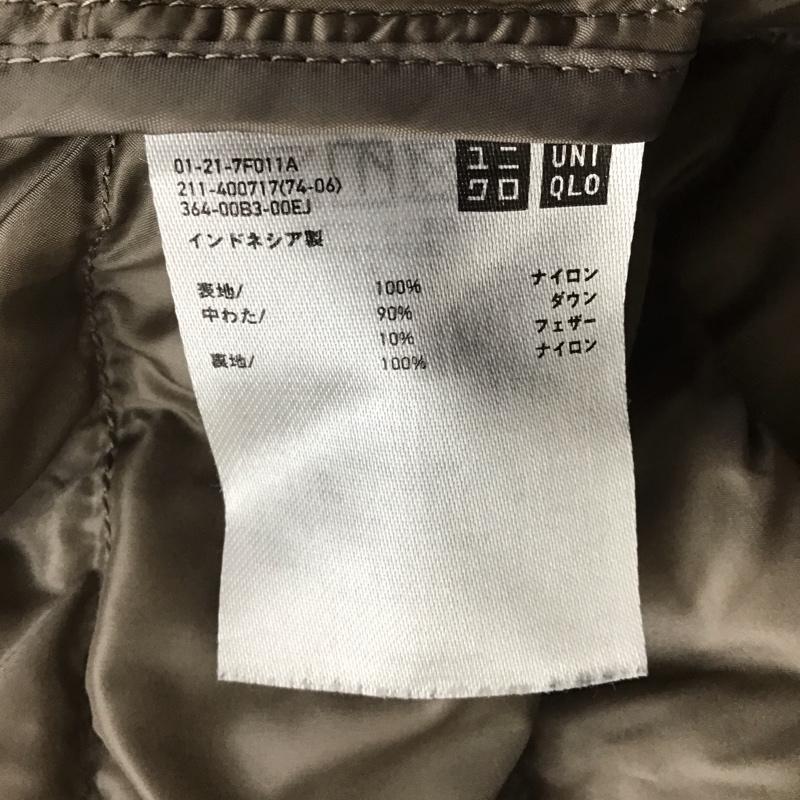 01-21-7F011A
211-400717(74-06)
364-00B3-00EJ
インドネシア製
ユニ
クロ
UNI
QLO
表地/ 100% ナイロン
中わた/ 90% ダウン
10% フェザー
裏地/ 100% ナイロン